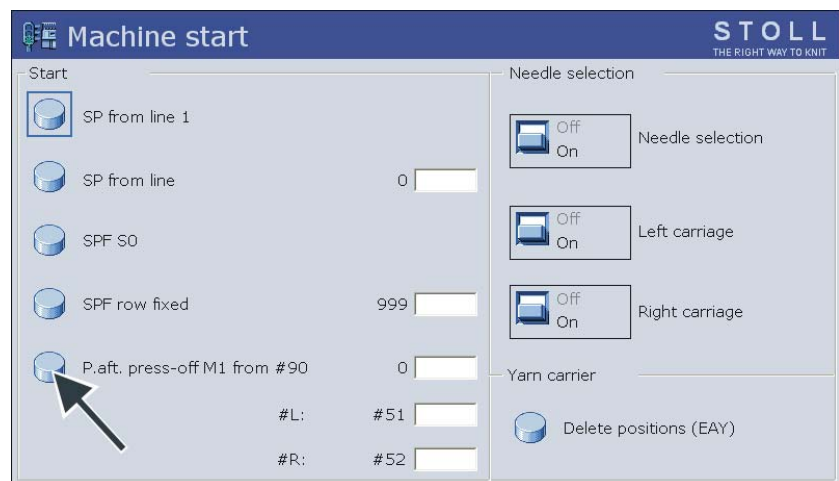 Machine start
STOLL
THE RIGHT WAY TO KNIT
Start
SP from line 1
SP from line 0
SPF S0
SPF row fixed 999
P.aft. press-off M1 from #90 0
#L: #51
#R: #52
Needle selection
Off
On
Needle selection
Off
On
Left carriage
Off
On
Right carriage
Yarn carrier
Delete positions (EAY)